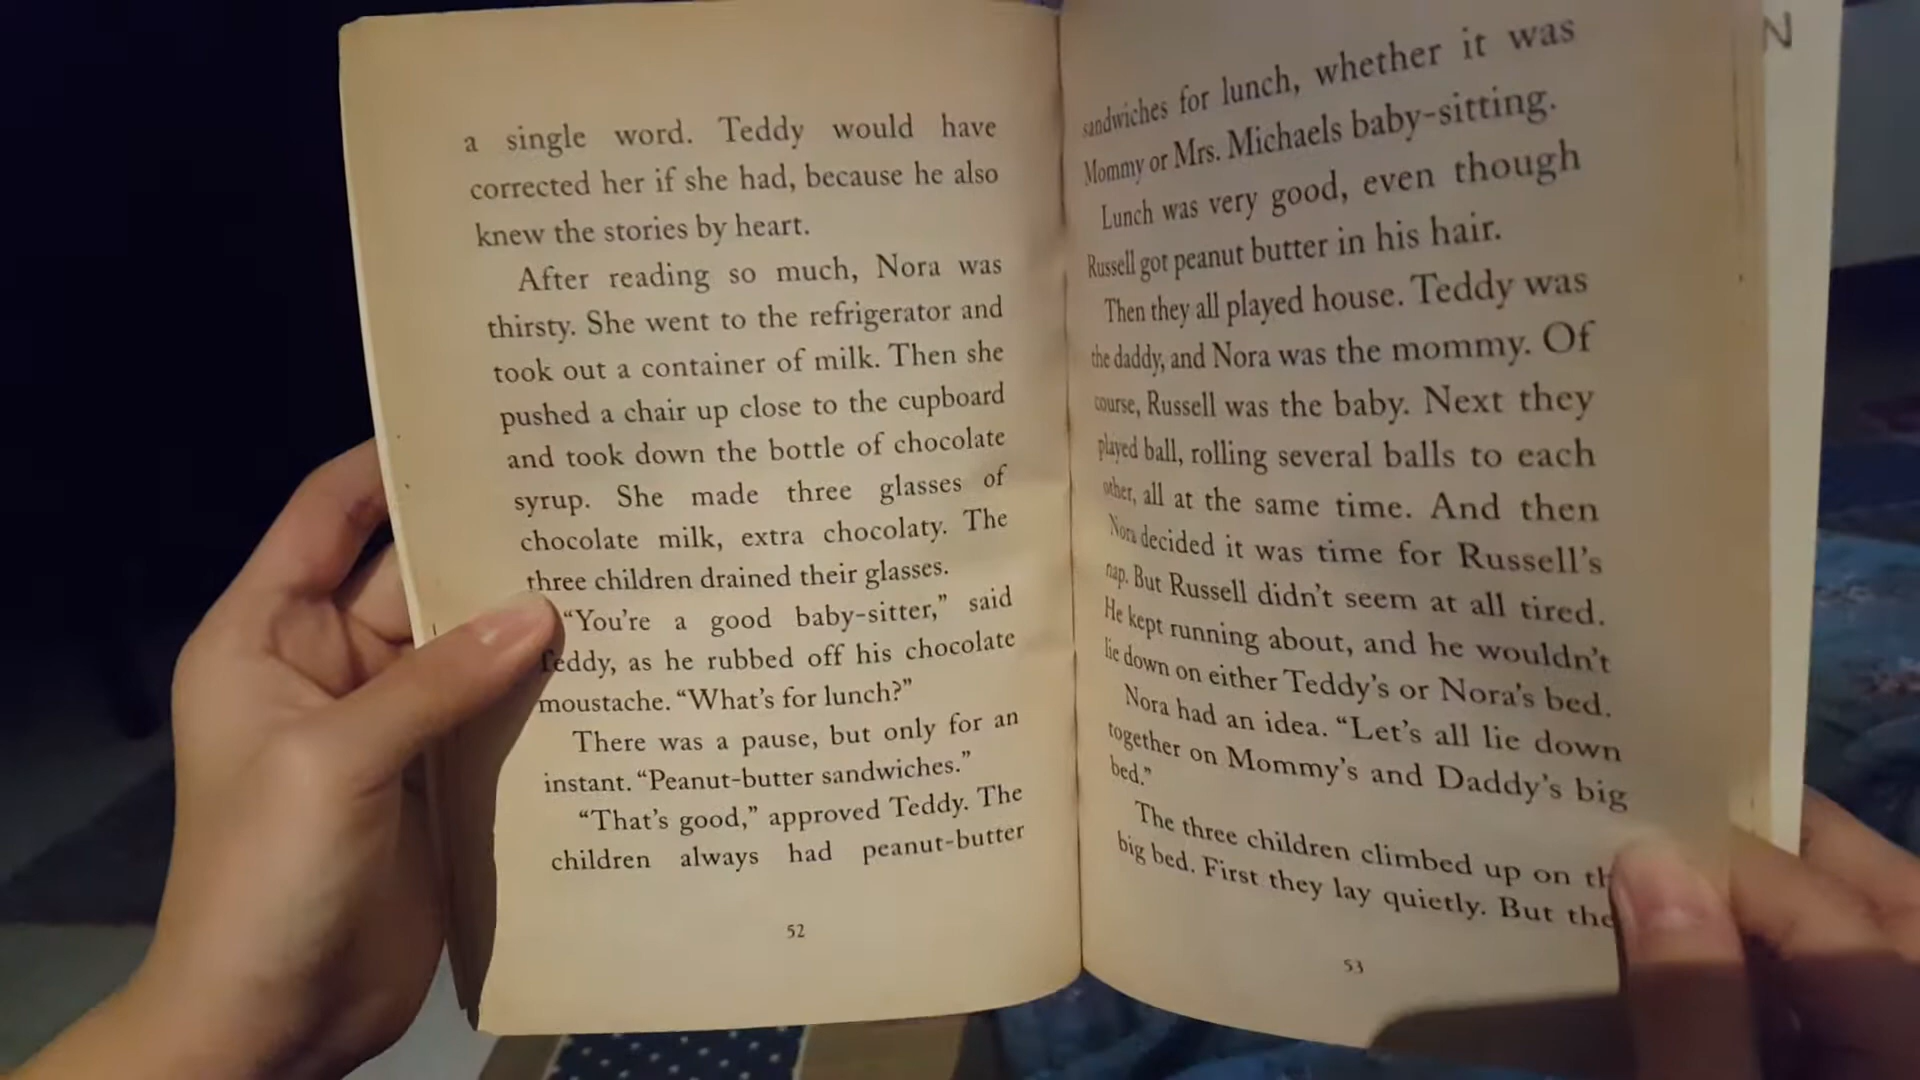 a single word. Teddy would have
corrected her if she had, because he also
knew the stories by heart.
After reading so much, Nora was
thirsty. She went to the refrigerator and
took out a container of milk. Then she
pushed a chair up close to the cupboard
and took down the bottle of chocolate
syrup. She made three glasses of
chocolate milk, extra chocolaty. The
three children drained their glasses.
“You’re a good baby-sitter,” said
Teddy, as he rubbed off his chocolate
moustache. “What’s for lunch?”
There was a pause, but only for an
instant. “Peanut-butter sandwiches.”
“That’s good,” approved Teddy. The
children always had peanut-butter
52
sandwiches for lunch, whether it was
Mommy or Mrs. Michaels baby-sitting.
Lunch was very good, even though
Russell got peanut butter in his hair.
Then they all played house. Teddy was
the daddy, and Nora was the mommy. Of
course, Russell was the baby. Next they
played ball, rolling several balls to each
other, all at the same time. And then
Nora decided it was time for Russell’s
nap. But Russell didn’t seem at all tired.
He kept running about, and he wouldn’t
lie down on either Teddy’s or Nora’s bed.
Nora had an idea. “Let’s all lie down
together on Mommy’s and Daddy’s big
bed.”
The three children climbed up on
big bed. First they lay quietly. But
53
N